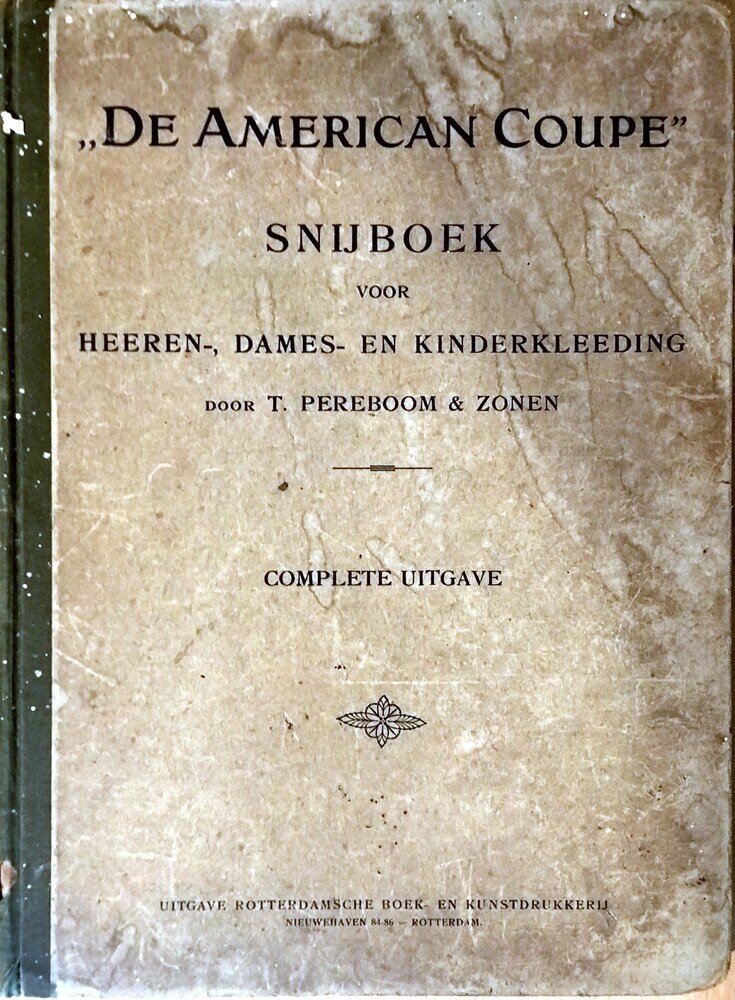 „DE AMERICAN COUPE”
SNIJBOEK
VOOR
HEEREN-, DAMES- EN KINDERKLEEDING
DOOR T. PEREBOOM & ZONEN
COMPLETE UITGAVE
UITGAVE ROTTERDAMSCHE BOEK- EN KUNSTDRUKKERIJ
NIEUWEHAVEN 84-86 — ROTTERDAM.